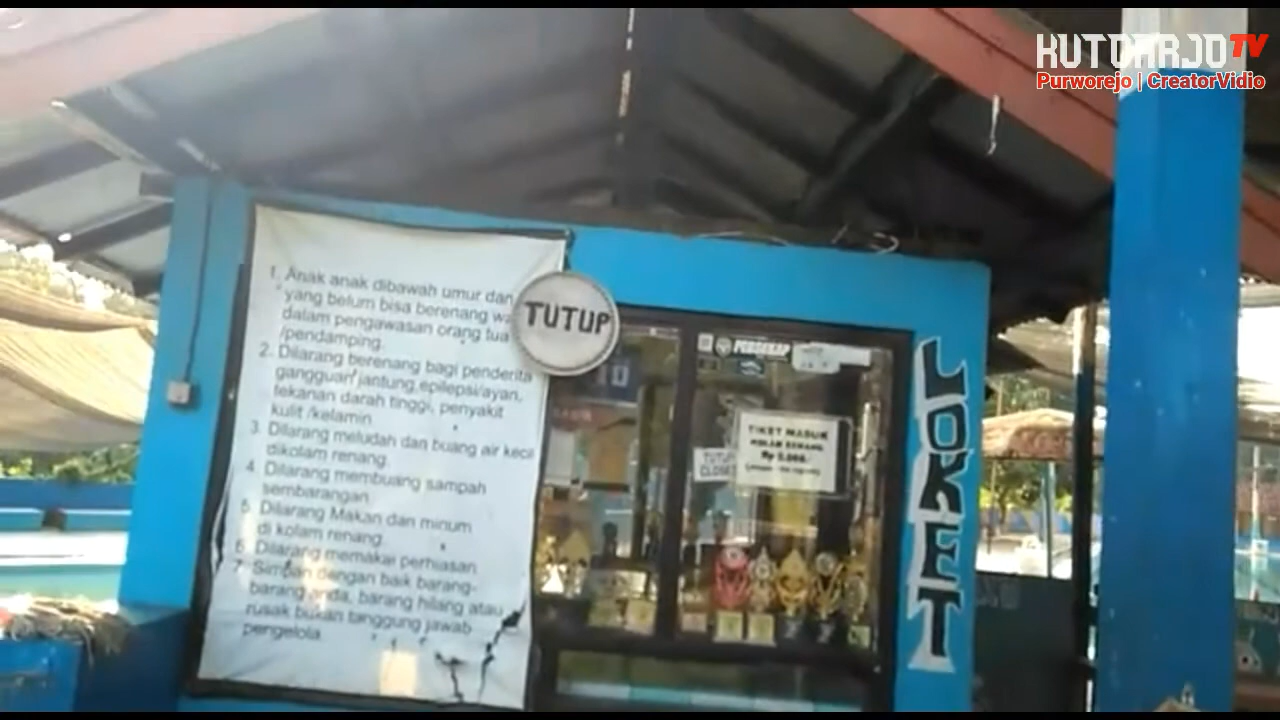 KUTOARJO TV
Purworejo | CreatorVidio
1. Anak anak dibawah umur dan
yang belum bisa berenang
dalam pengawasan orang tua
/pendamping.
2. Dilarang berenang bagi penderita
gangguan jantung,epilepsi/ayan,
tekanan darah tinggi, penyakit
kulit /kelamin
3. Dilarang meludah dan buang air kecil
dikolam renang.
4. Dilarang membuang sampah
sembarangan.
5. Dilarang Makan dan minum
di kolam renang.
6. Dilarang memakai perhiasan
7. Simpan dengan baik barang-
barang anda, barang hilang atau
rusak bukan tanggung jawab
pengelola.
TUTUP
TUTUP
CLOSE
TIKET MASUK
KOLAM RENANG
LOKET